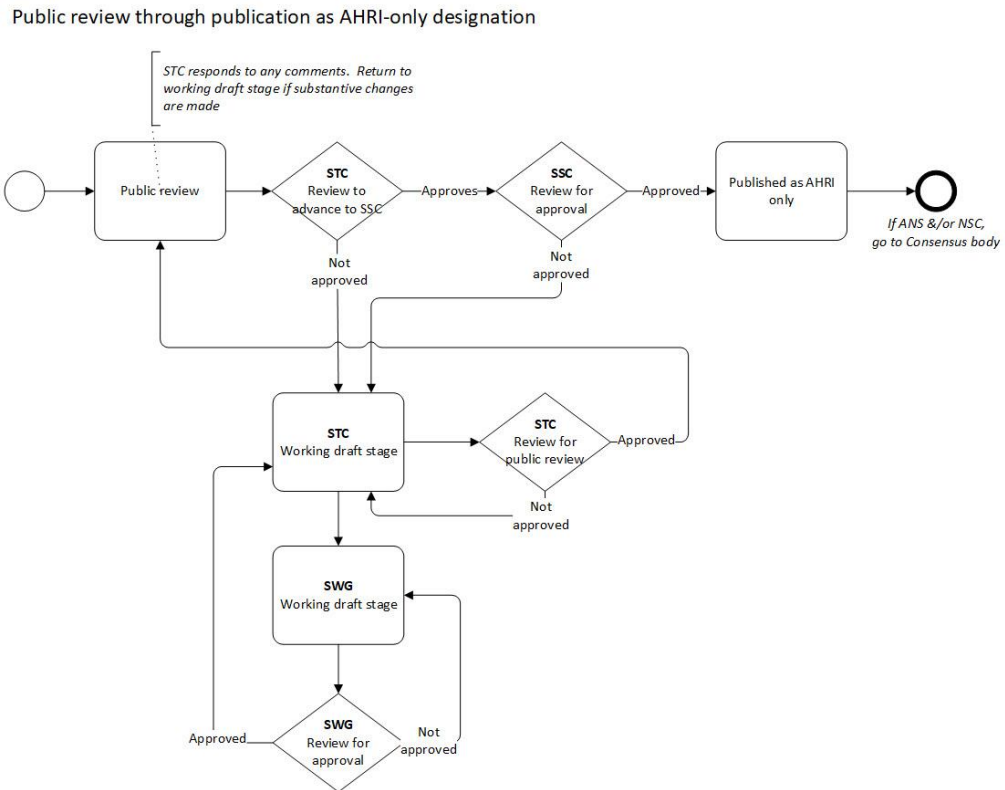 Public review through publication as AHRI-only designation
STC responds to any comments.  Return to
working draft stage if substantive changes
are made
Public review
STC
Review to
advance to SSC
Approves
SSC
Review for
approval
Approved
Published as AHRI
only
If ANS &/or NSC,
go to Consensus body
Not
approved
Not
approved
STC
Working draft stage
STC
Review for
public review
Approved
Not
approved
SWG
Working draft stage
SWG
Review for
approval
Approved
Not
approved